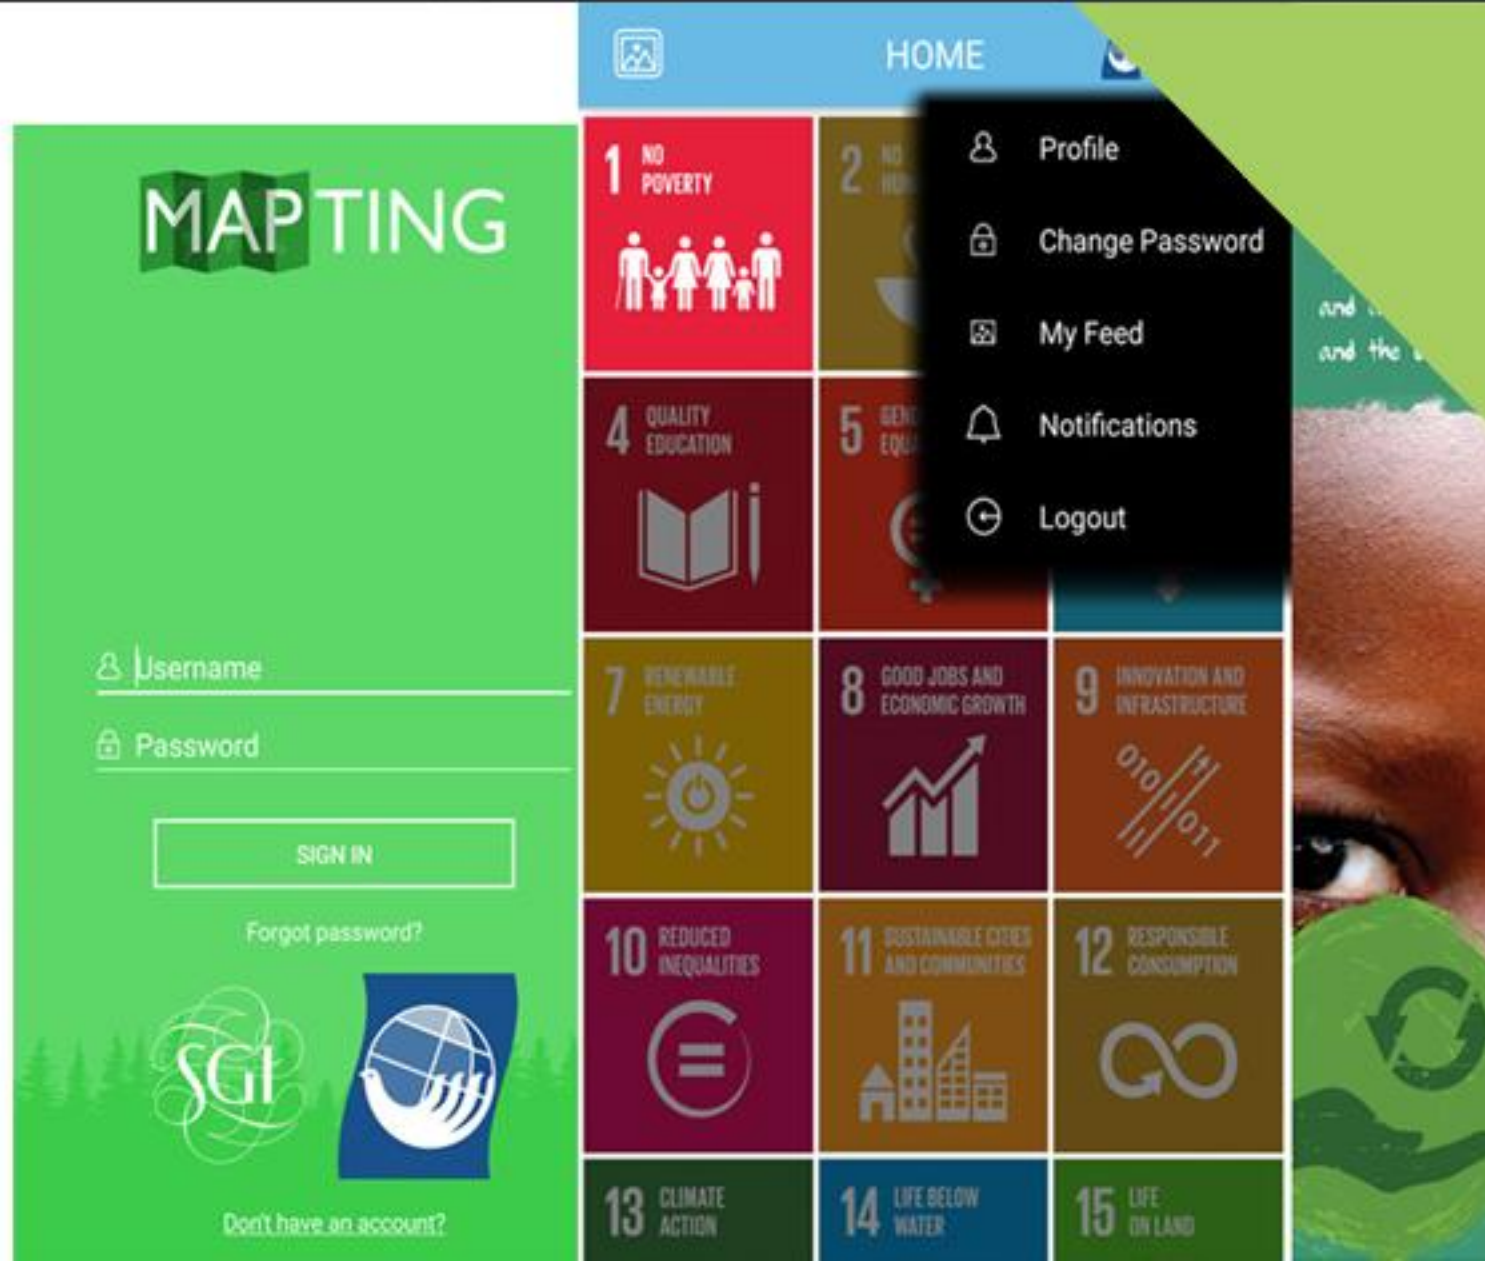 MAPTING
Username
Password
SIGN IN
Forgot password?
SGI
Don't have an account?
HOME
1 NO
POVERTY
2 NO
4 QUALITY
EDUCATION
5
7 RENEWABLE
ENERGY
8 GOOD JOBS AND
ECONOMIC GROWTH
9 INNOVATION AND
INFRASTRUCTURE
010
011
10 REDUCED
INEQUALITIES
11 SUSTAINABLE CITIES
AND COMMUNITIES
12 RESPONSIBLE
CONSUMPTION
13 CLIMATE
ACTION
14 LIFE BELOW
WATER
15 LIFE
ON LAND
Profile
Change Password
My Feed
Notifications
Logout
and
and the